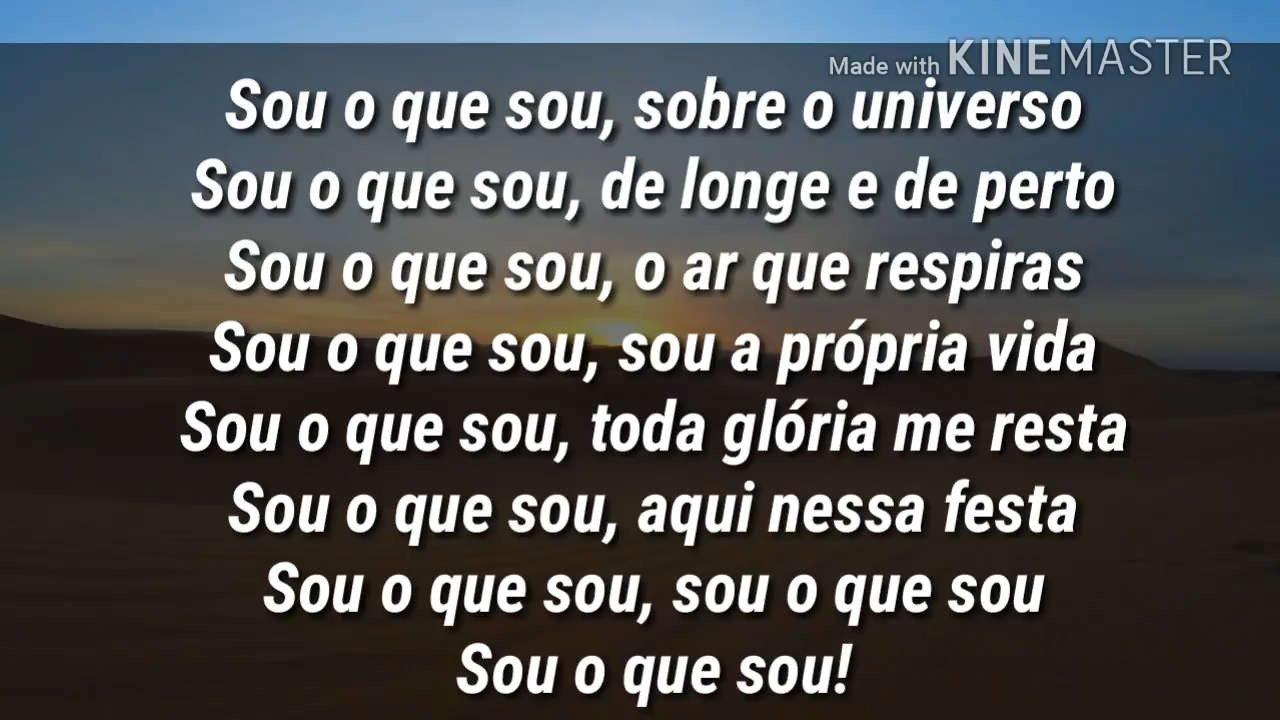 Made with KINEMASTER
Sou o que sou, sobre o universo
Sou o que sou, de longe e de perto
Sou o que sou, o ar que respiras
Sou o que sou, sou a própria vida
Sou o que sou, toda glória me resta
Sou o que sou, aqui nessa festa
Sou o que sou, sou o que sou
Sou o que sou!